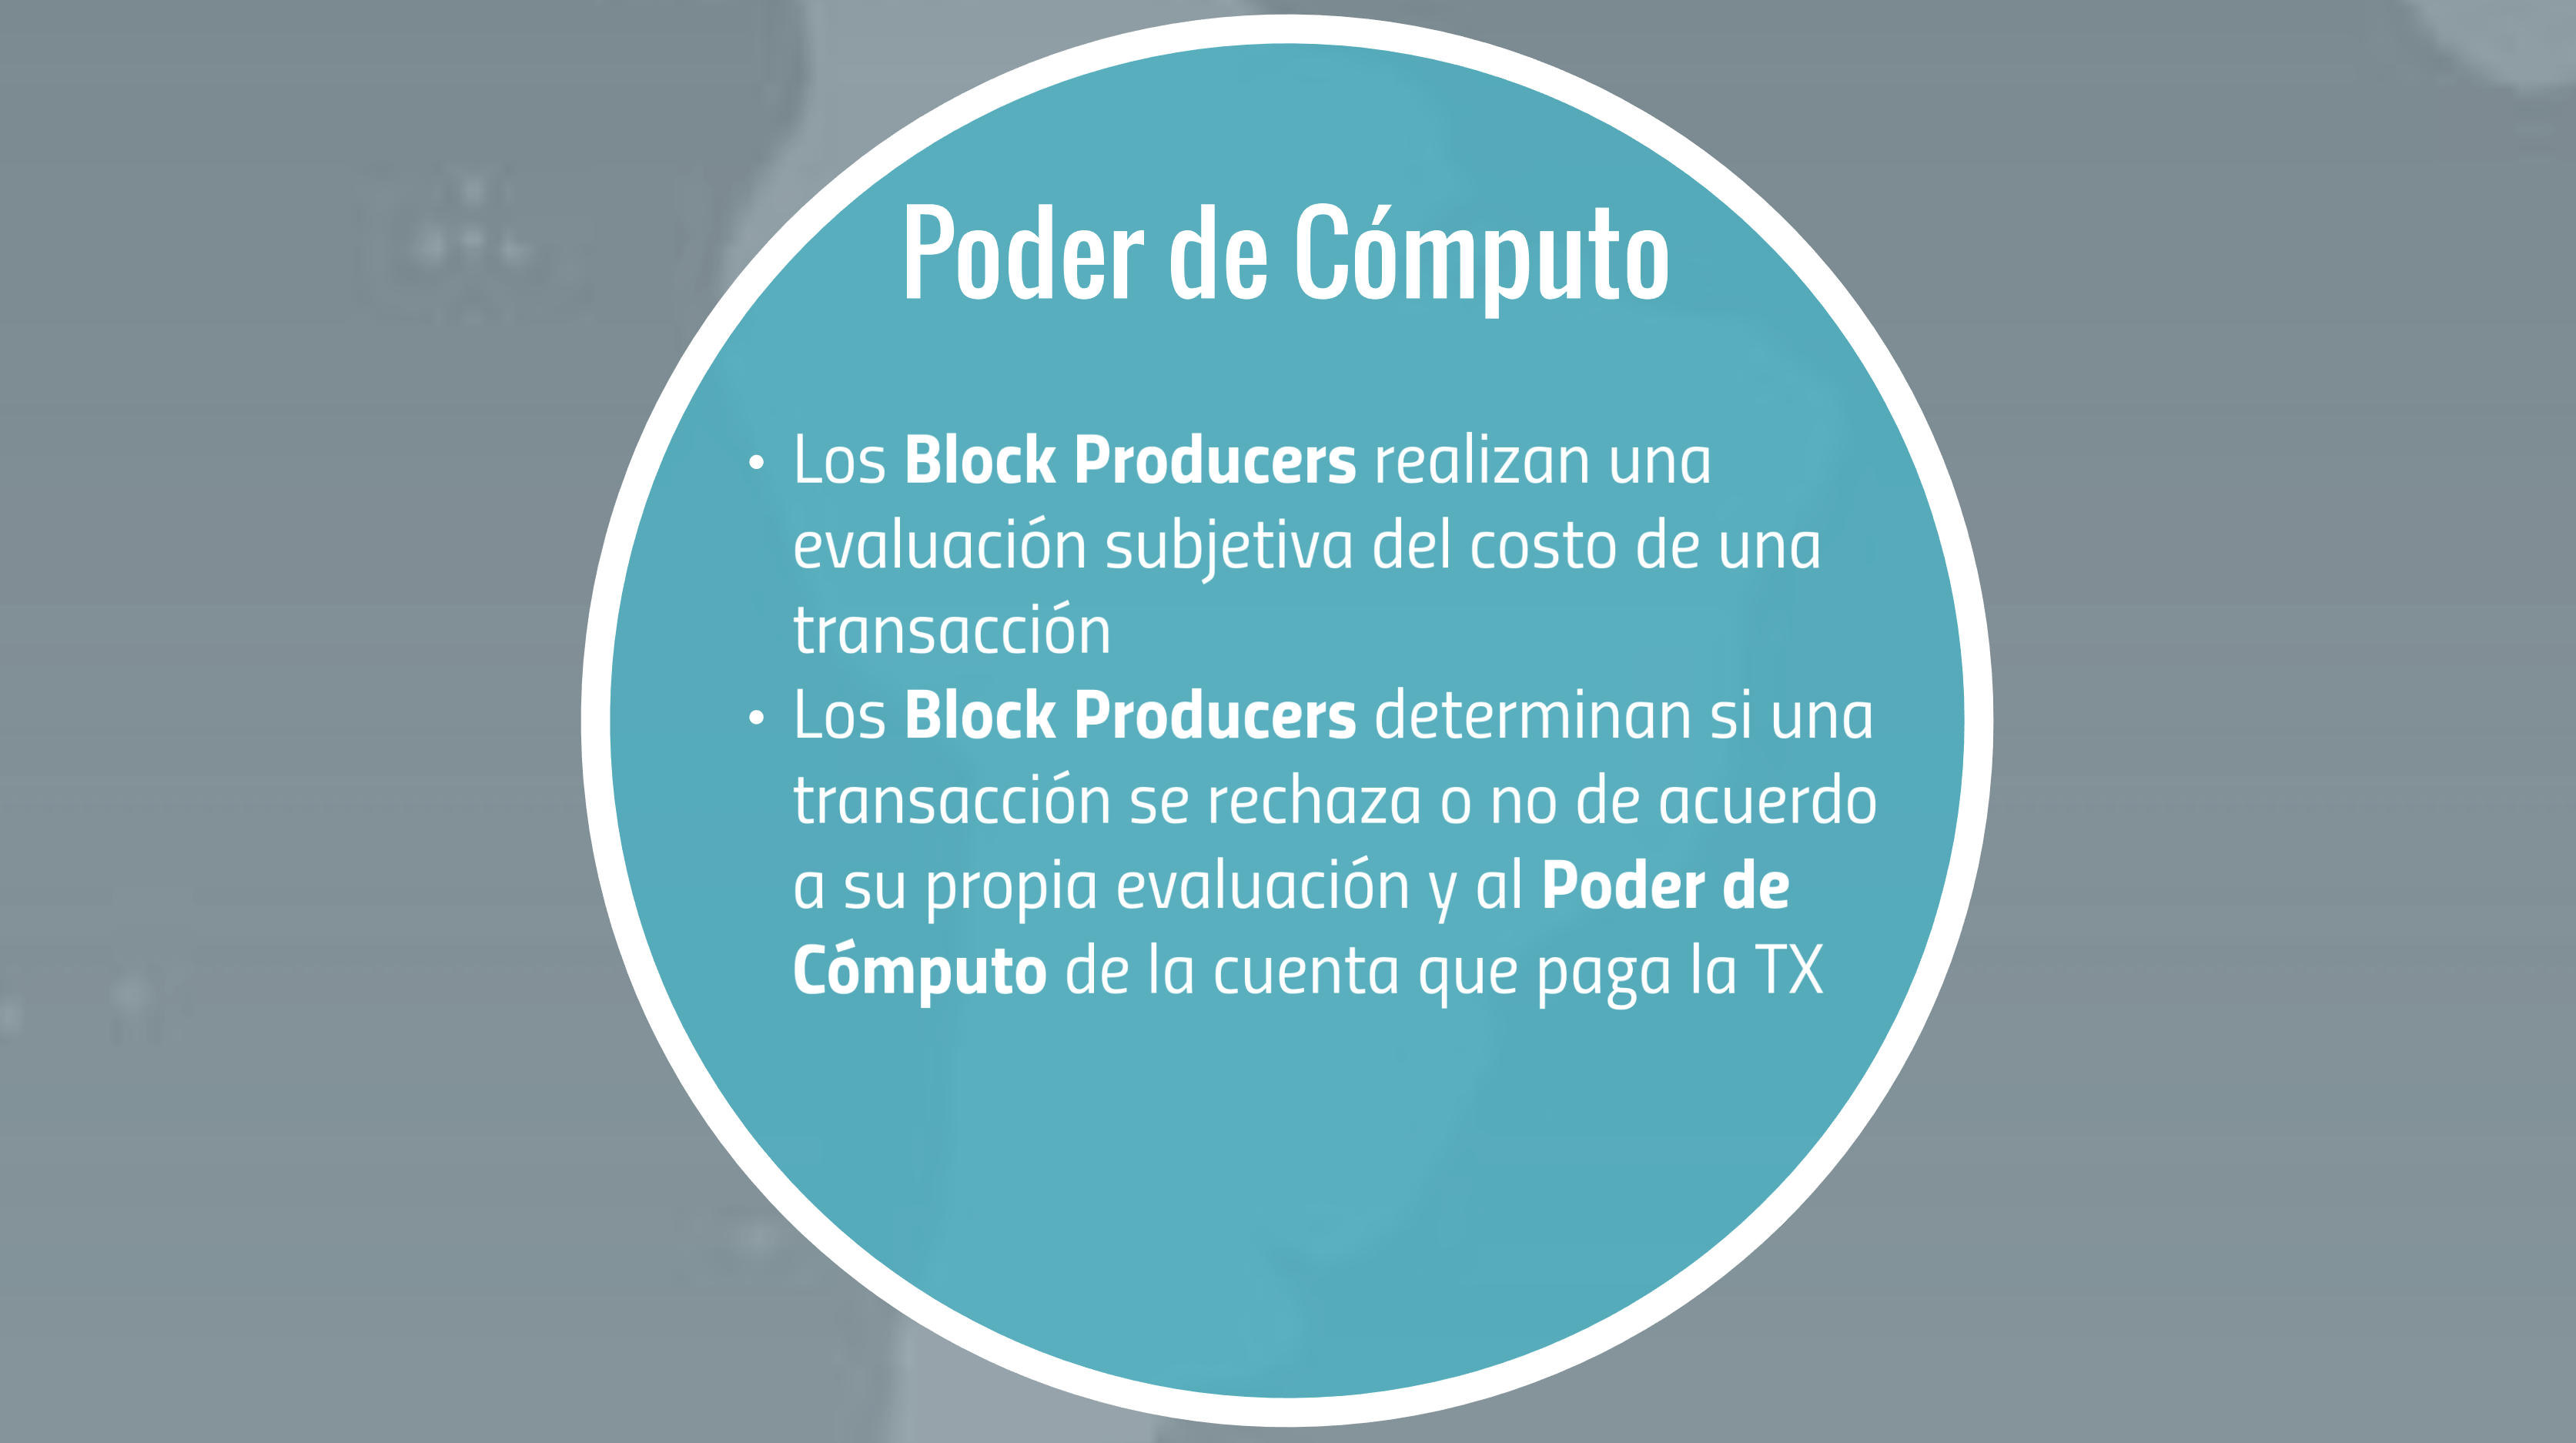 Poder de Cómputo
• Los Block Producers realizan una
evaluación subjetiva del costo de una
transacción
• Los Block Producers determinan si una
transacción se rechaza o no de acuerdo
a su propia evaluación y al Poder de
Cómputo de la cuenta que paga la TX